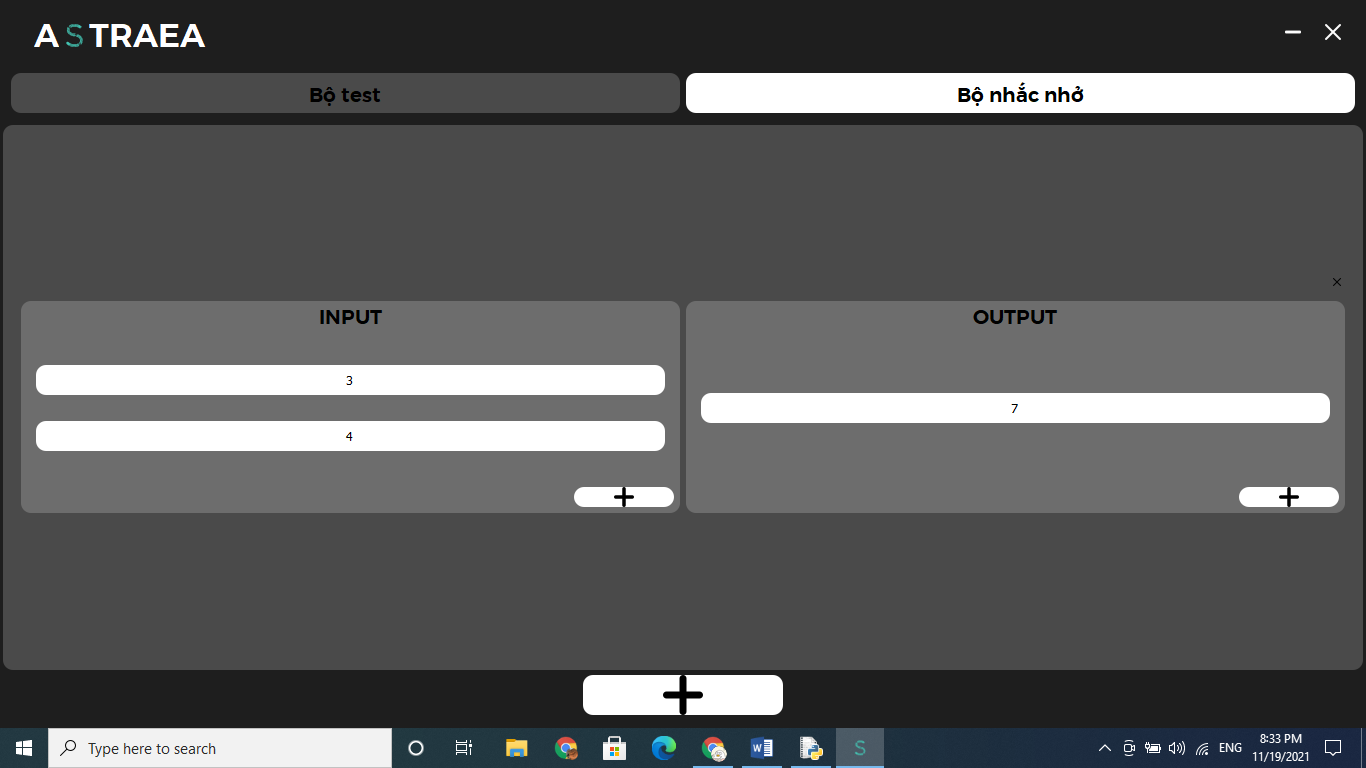 ASTRAEA
Bộ test
Bộ nhắc nhở
INPUT
OUTPUT
3
4
7
Type here to search
ENG
8:33 PM
11/19/2021